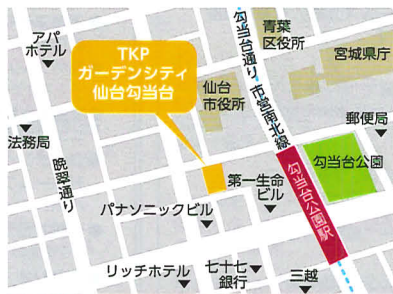 アパ
ホテル
TKP
ガーデンシティ
仙台勾当台
勾当台通り
市営南北線
青葉
区役所
宮城県庁
仙台
市役所
郵便局
法務局
晩翠通り
勾当台公園
勾当台公園駅
第一生命
ビル
パナソニックビル
リッチホテル
七十七
銀行
三越